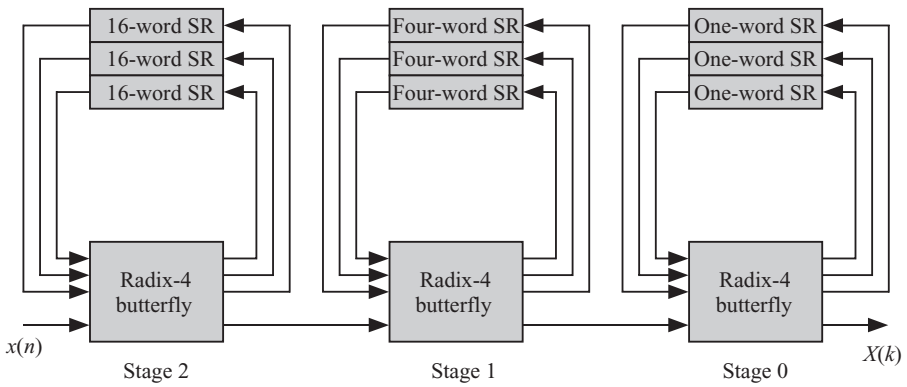 16-word SR
16-word SR
16-word SR
Four-word SR
Four-word SR
Four-word SR
One-word SR
One-word SR
One-word SR
Radix-4
butterfly
Radix-4
butterfly
Radix-4
butterfly
x(n)
X(k)
Stage 2
Stage 1
Stage 0